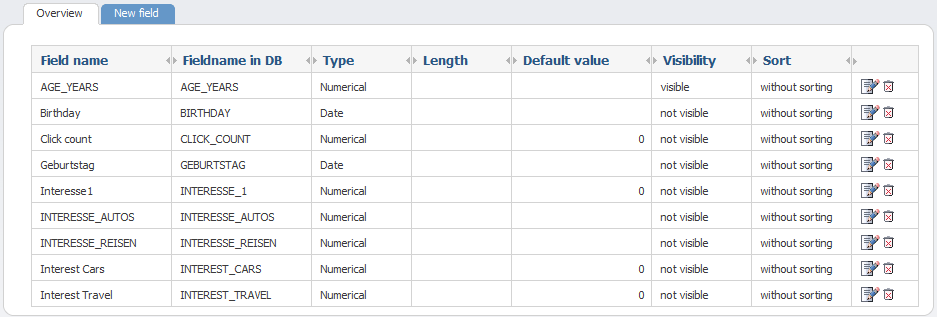 Overview New field
Field name Fieldname in DB Type Length Default value Visibility Sort
AGE_YEARS AGE_YEARS Numerical visible without sorting
Birthday BIRTHDAY Date not visible without sorting
Click count CLICK_COUNT Numerical 0 not visible without sorting
Geburtstag GEBURTSTAG Date not visible without sorting
Interesse1 INTERESSE_1 Numerical 0 not visible without sorting
INTERESSE_AUTOS INTERESSE_AUTOS Numerical not visible without sorting
INTERESSE_REISEN INTERESSE_REISEN Numerical not visible without sorting
Interest Cars INTEREST_CARS Numerical 0 not visible without sorting
Interest Travel INTEREST_TRAVEL Numerical 0 not visible without sorting